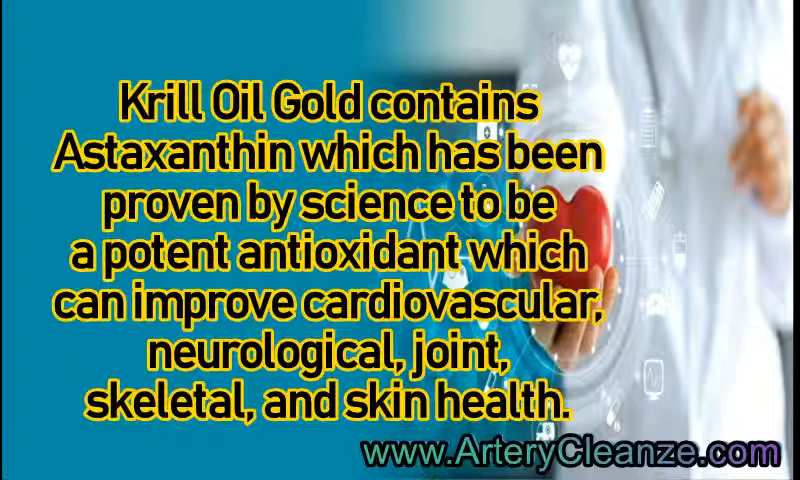 Krill Oil Gold contains
Astaxanthin which has been
proven by science to be
a potent antioxidant which
can improve cardiovascular,
neurological, joint,
skeletal, and skin health.
www.ArteryCleanze.com